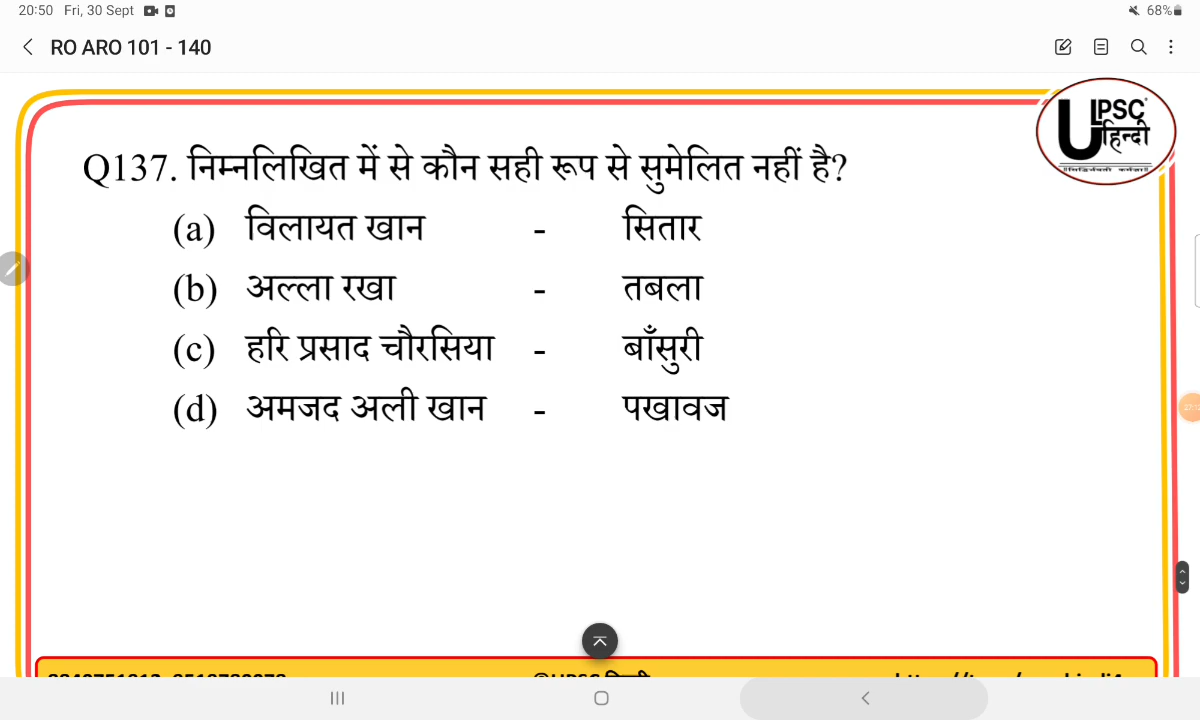 20:50 Fri, 30 Sept 68%
RO ARO 101 - 140
UPSC
हिन्दी
Q137. निम्नलिखित में से कौन सही रूप से सुमेलित नहीं है?
(a) विलायत खान - सितार
(b) अल्ला रखा - तबला
(c) हरि प्रसाद चौरसिया - बाँसुरी
(d) अमजद अली खान - पखावज